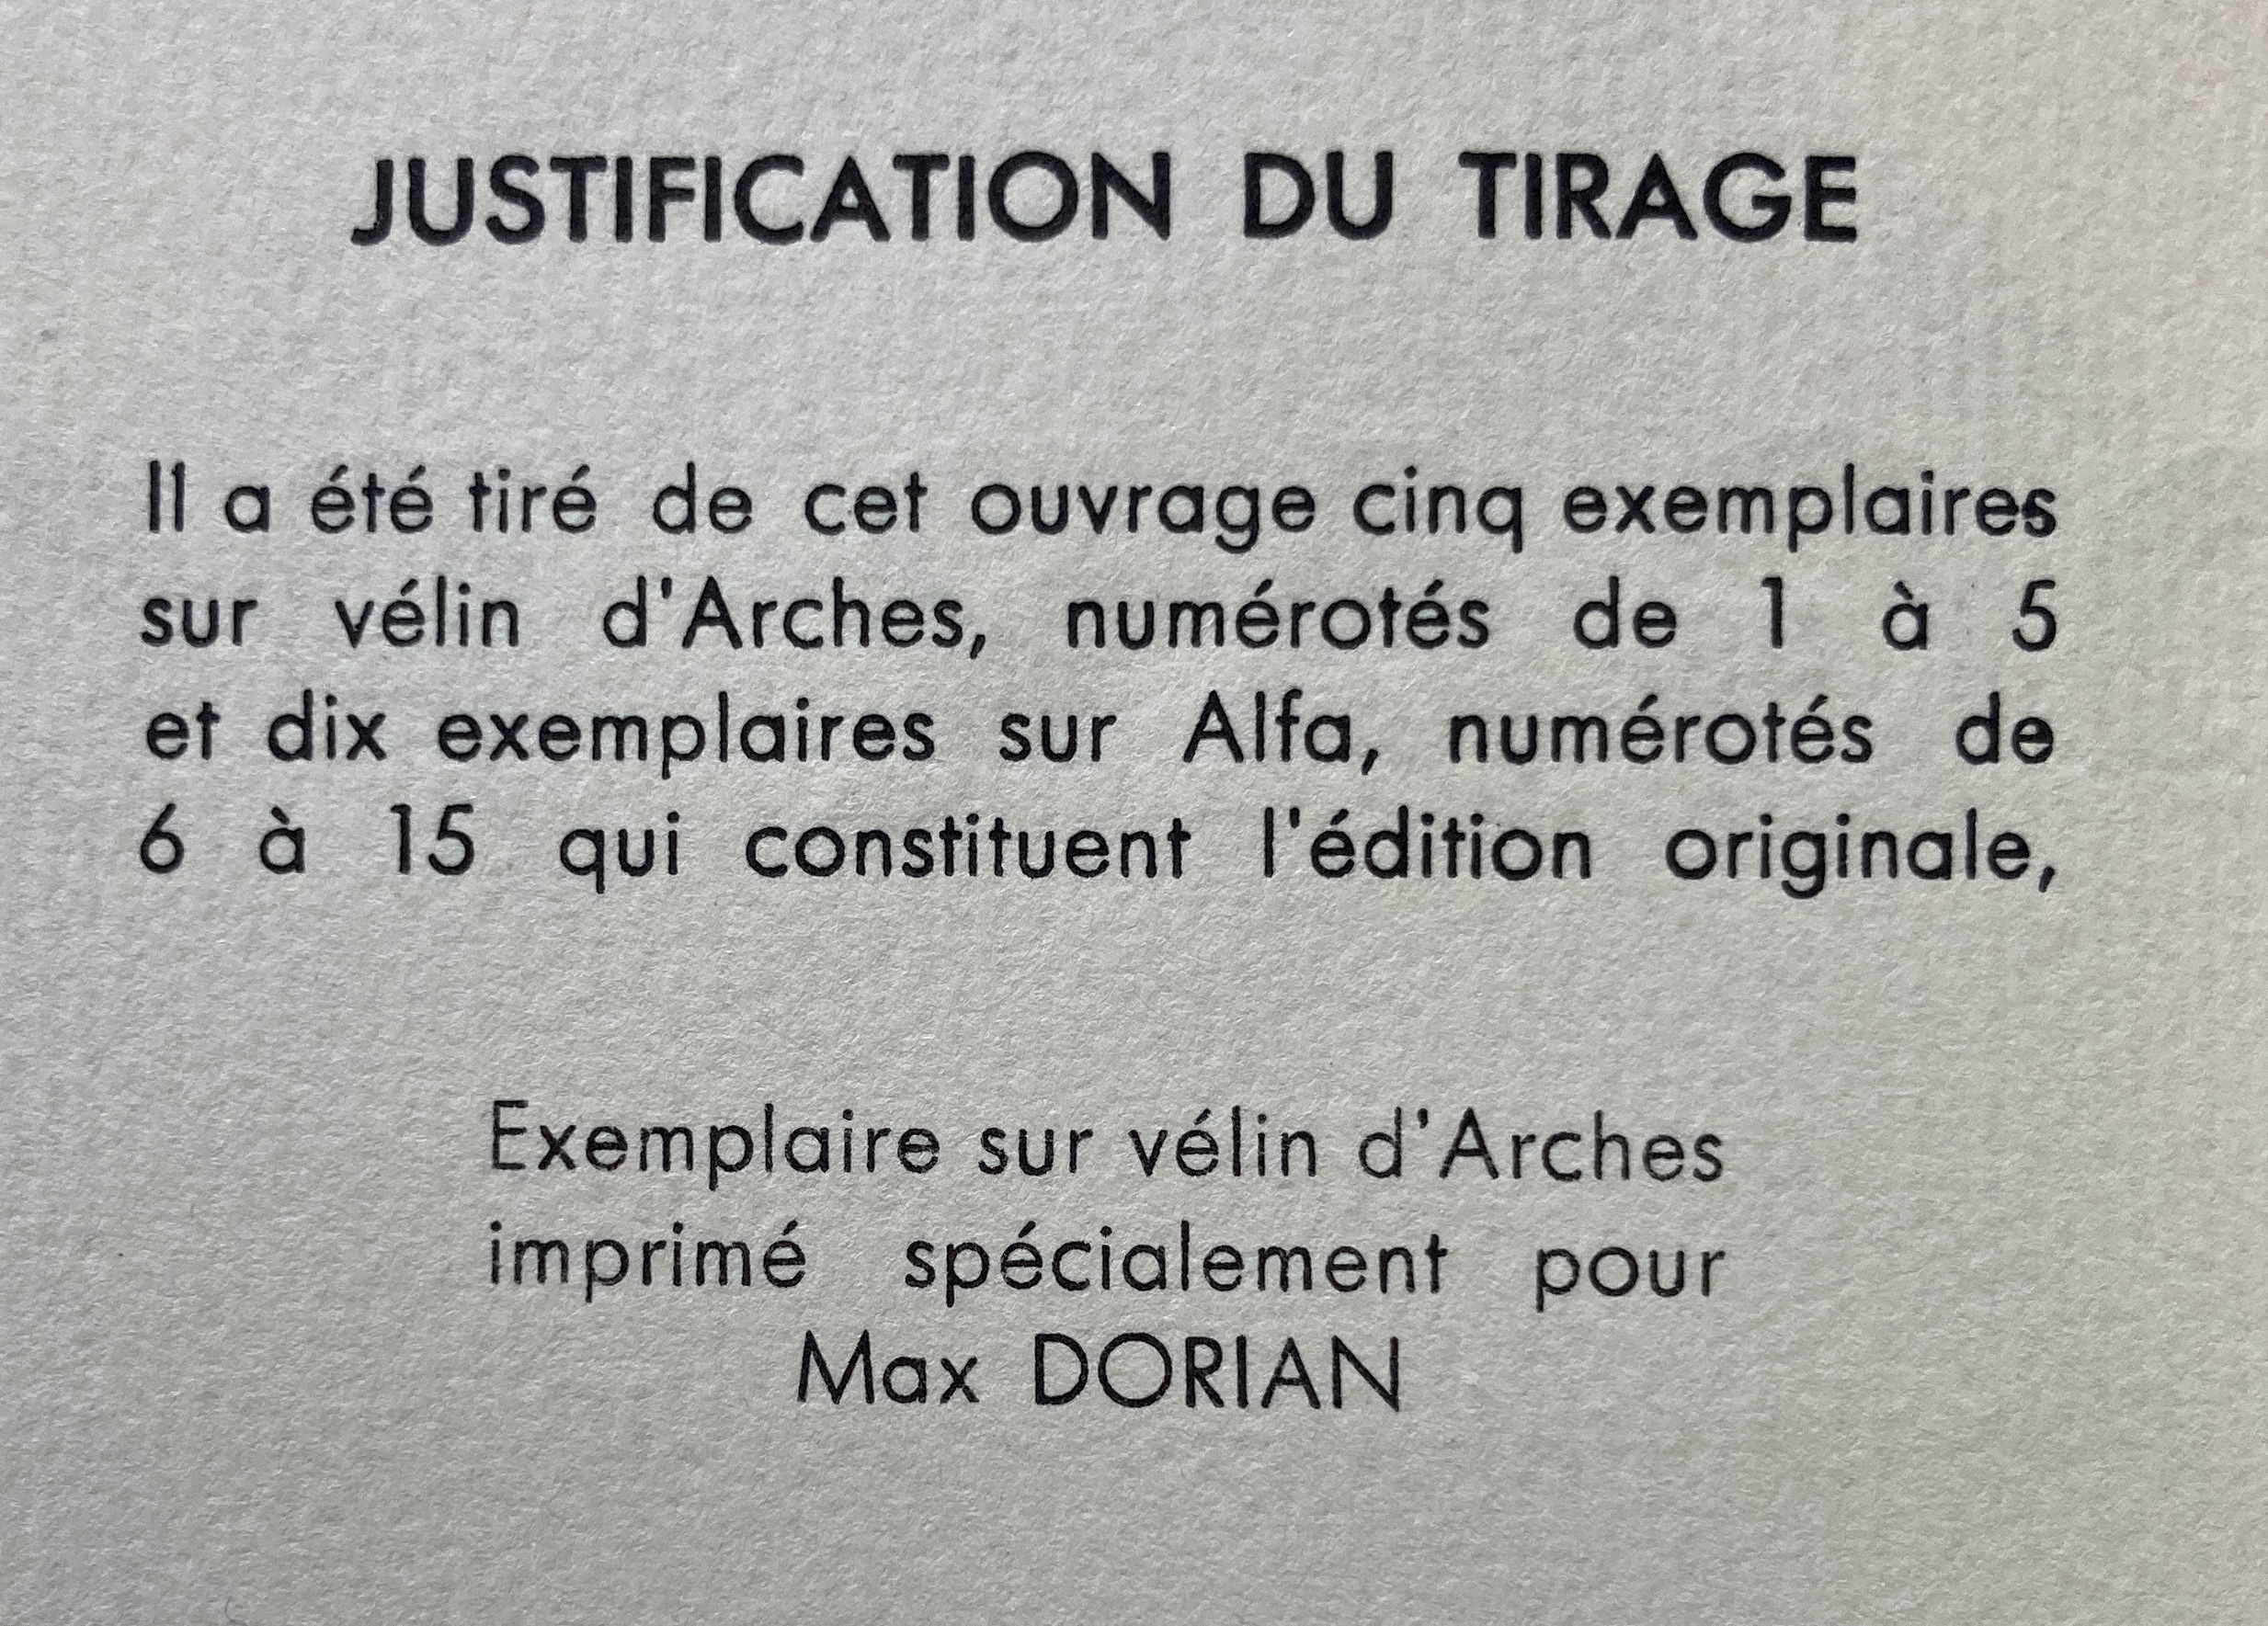 JUSTIFICATION DU TIRAGE
Il a été tiré de cet ouvrage cinq exemplaires
sur vélin d'Arches, numérotés de 1 à 5
et dix exemplaires sur Alfa, numérotés de
6 à 15 qui constituent l'édition originale,
Exemplaire sur vélin d'Arches
imprimé spécialement pour
Max DORIAN